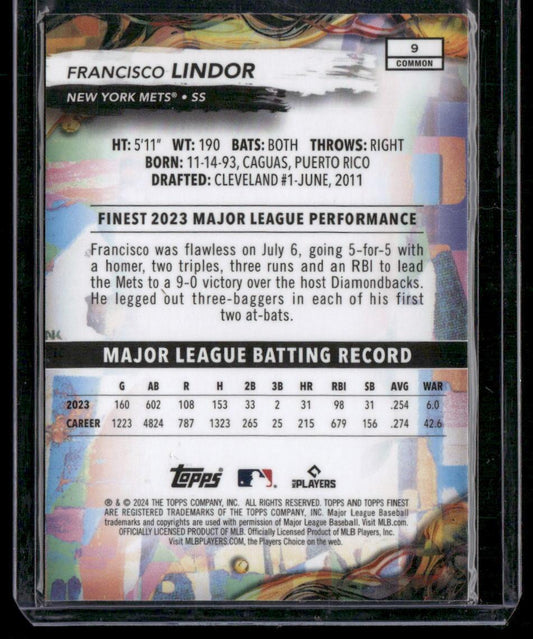 FRANCISCO LINDOR
NEW YORK METS® • SS
9
COMMON
HT: 5'11" WT: 190 BATS: BOTH THROWS: RIGHT
BORN: 11-14-93, CAGUAS, PUERTO RICO
DRAFTED: CLEVELAND #1-JUNE, 2011
FINEST 2023 MAJOR LEAGUE PERFORMANCE
Francisco was flawless on July 6, going 5-for-5 with
a homer, two triples, three runs and an RBI to lead
the Mets to a 9-0 victory over the host Diamondbacks.
He legged out three-baggers in each of his first
two at-bats.
MAJOR LEAGUE BATTING RECORD
G AB R H 2B 3B HR RBI SB AVG WAR
2023 160 602 108 153 33 2 31 98 31 .254 6.0
CAREER 1223 4824 787 1323 265 25 215 679 156 .274 42.6
Topps PLAYERS
® & © 2024 THE TOPPS COMPANY, INC. ALL RIGHTS RESERVED. TOPPS AND TOPPS FINEST
ARE REGISTERED TRADEMARKS OF THE TOPPS COMPANY, INC. Major League Baseball
trademarks and copyrights are used with permission of Major League Baseball. Visit MLB.com.
OFFICIALLY LICENSED PRODUCT OF MLB. Officially Licensed Product of MLB Players, Inc.
Visit MLBPLAYERS.COM, the Players Choice on the web.